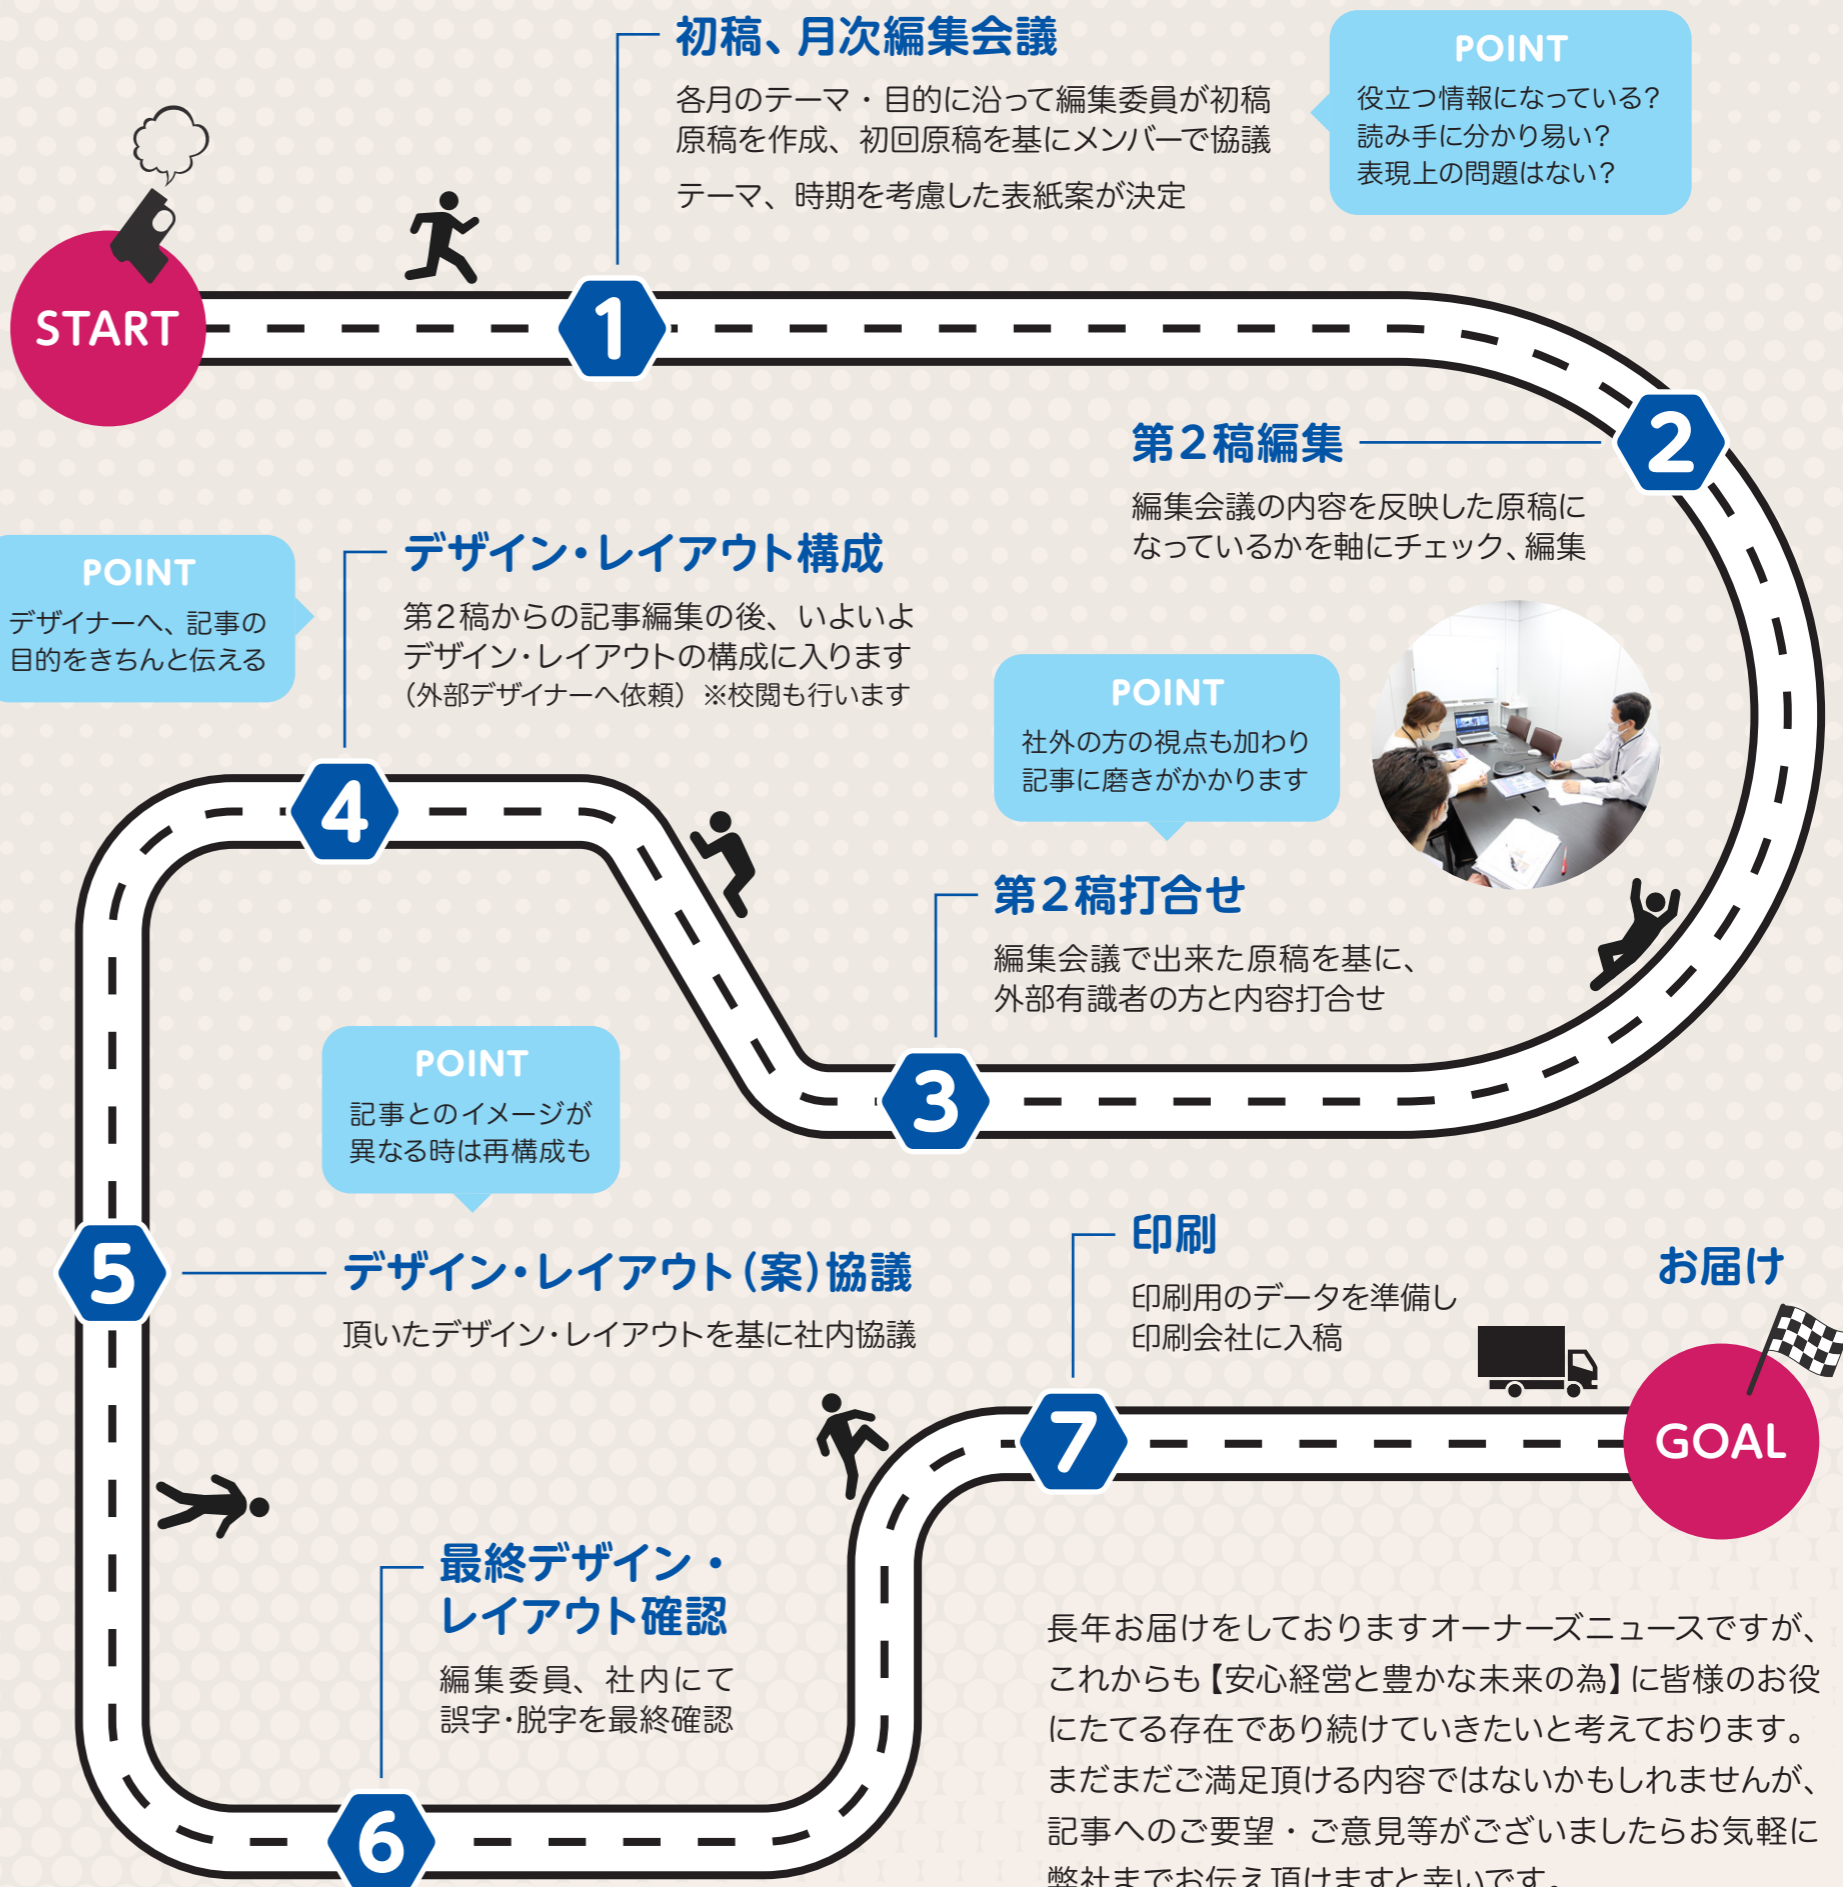 START
1
初稿、月次編集会議
各月のテーマ・目的に沿って編集委員が初稿
原稿を作成、初回原稿を基にメンバーで協議
テーマ、時期を考慮した表紙案が決定
POINT
役立つ情報になっている?
読み手に分かり易い?
表現上の問題はない?
2
第2稿編集
編集会議の内容を反映した原稿に
なっているかを軸にチェック、編集
POINT
社外の方の視点も加わり
記事に磨きがかかります
3
第2稿打合せ
編集会議で出来た原稿を基に、
外部有識者の方と内容打合せ
4
デザイン・レイアウト構成
第2稿からの記事編集の後、いよいよ
デザイン・レイアウトの構成に入ります
(外部デザイナーへ依頼) ※校閲も行います
POINT
デザイナーへ、記事の
目的をきちんと伝える
5
POINT
記事とのイメージが
異なる時は再構成も
デザイン・レイアウト(案)協議
頂いたデザイン・レイアウトを基に社内協議
6
最終デザイン・
レイアウト確認
編集委員、社内にて
誤字・脱字を最終確認
7
印刷
印刷用のデータを準備し
印刷会社に入稿
お届け
GOAL
長年お届けをしておりますオーナーズニュースですが、
これからも【安心経営と豊かな未来の為】に皆様のお役
にたてる存在であり続けていきたいと考えております。
まだまだご満足頂ける内容ではないかもしれませんが、
記事へのご要望・ご意見等がございましたらお気軽に
弊社までお伝え頂けますと幸いです。